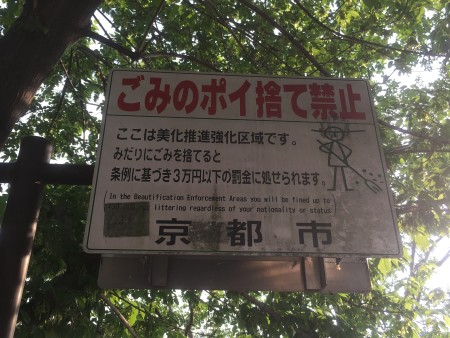 ごみのポイ捨て禁止
ここは美化推進強化区域です。
みだりにごみを捨てると
条例に基づき3万円以下の罰金に処せられます。
(In the Beautification Enforcement Areas you will be fined up to
littering regardless of your nationality or status)
京都市